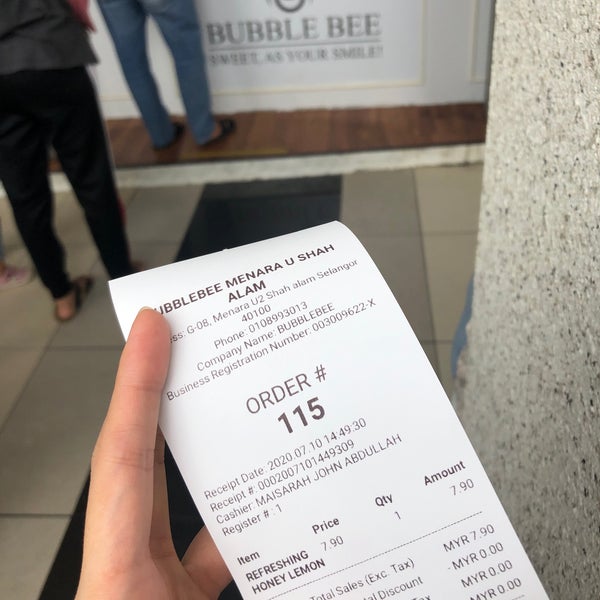 BUBBLE BEE
SWEET, AS YOUR SMILE!
BUBBLEBEE MENARA U SHAH
ALAM
G-08, Menara U2 Shah alam Selangor
40100
Phone: 0108993013
Company Name: BUBBLEBEE
Business Registration Number: 003009622-X
ORDER #
115
Receipt Date :2020.07.10 14:49:30
Receipt #: 0002007101449309
Cashier: MAISARAH JOHN ABDULLAH
Register # : 1
Item Price Qty Amount
REFRESHING 7.90 1 7.90
HONEY LEMON
Total Sales (Exc. Tax) MYR 7.90
Discount - MYR 0.00
Tax) MYR 0.00